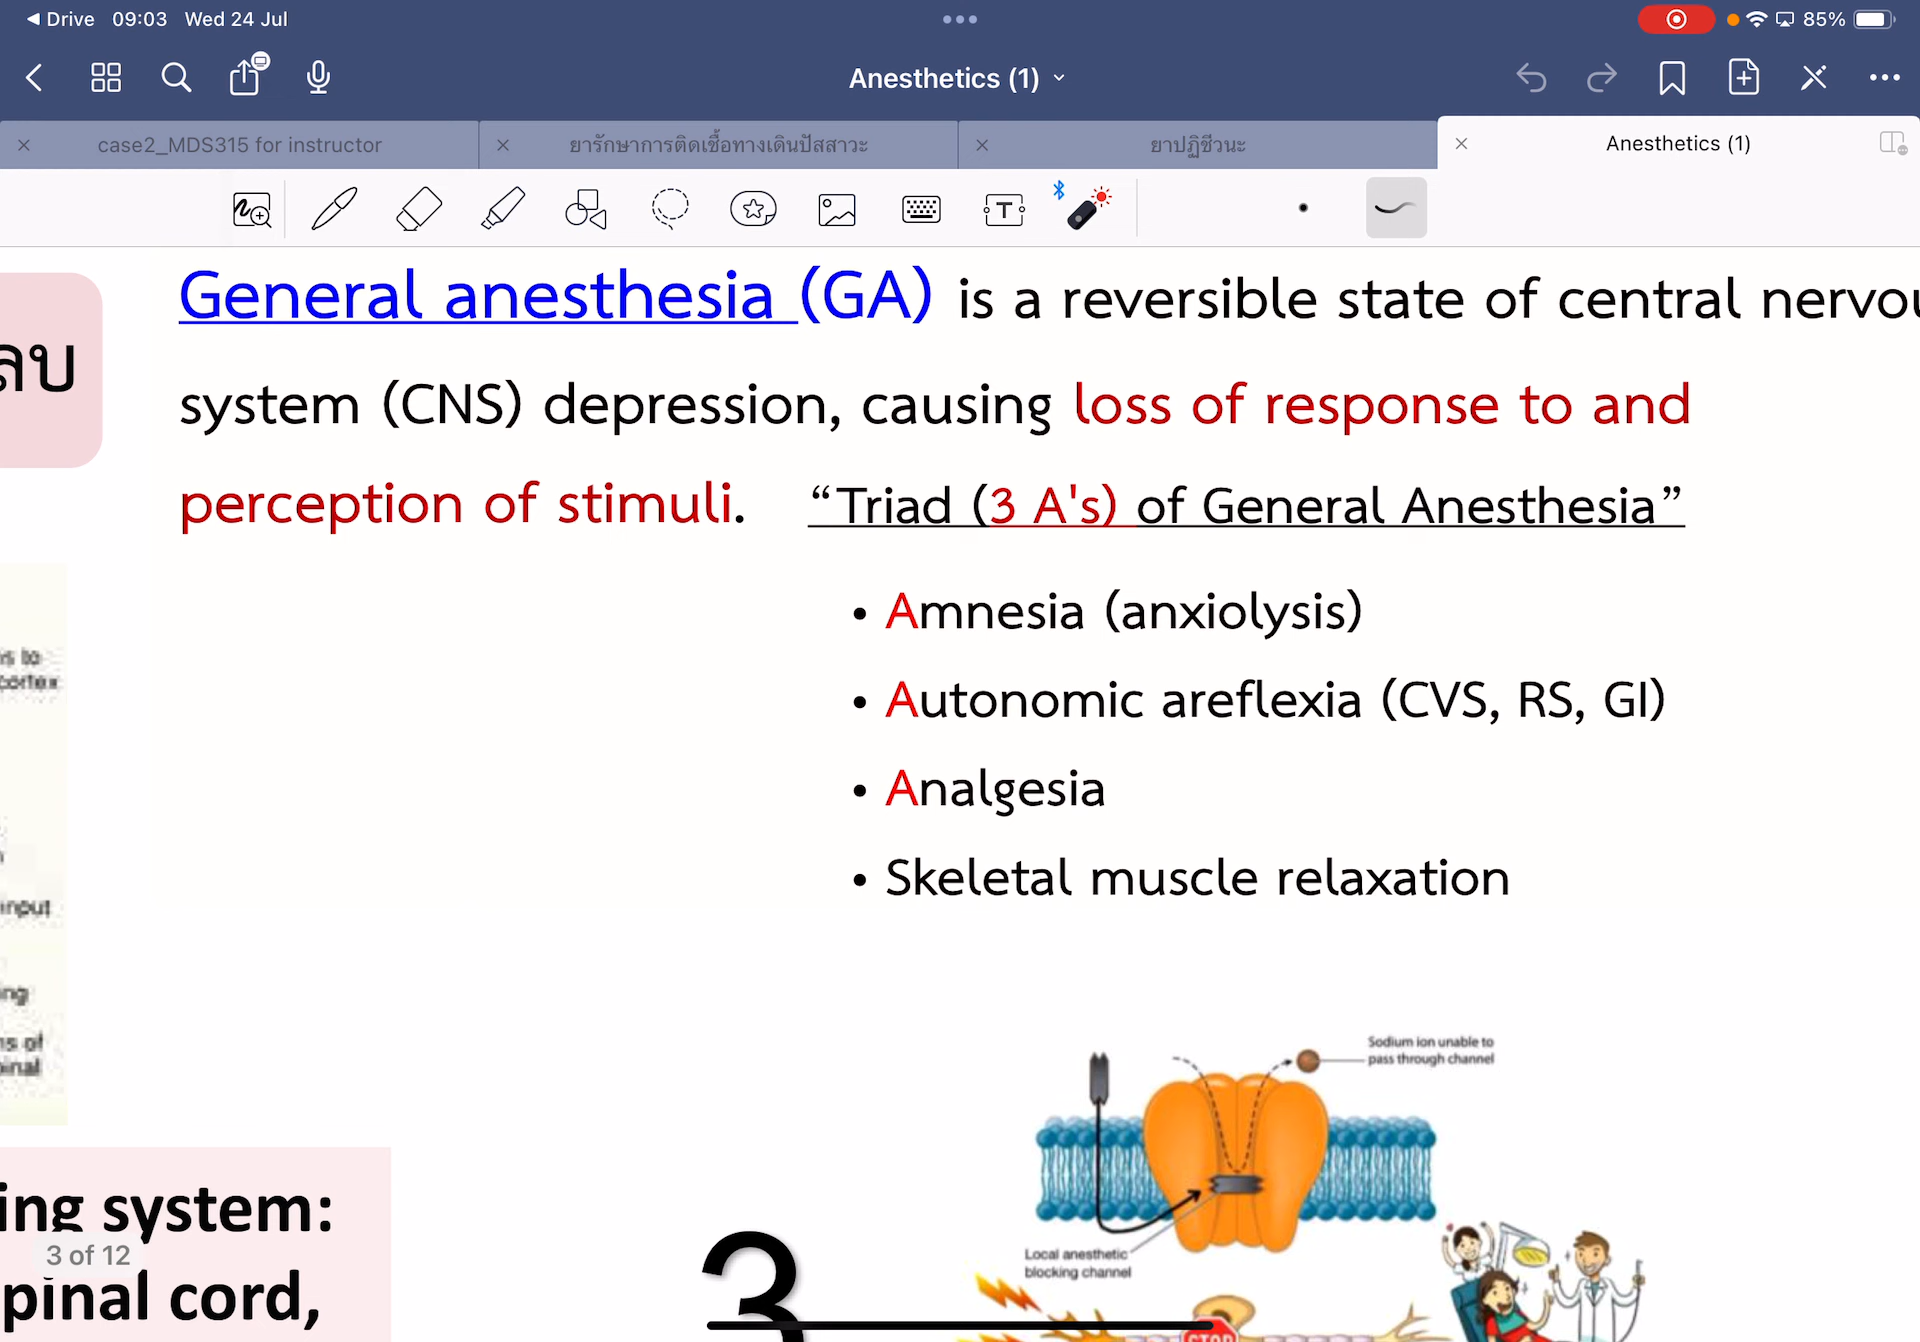 Drive 09:03 Wed 24 Jul
85%
Anesthetics (1)
case2_MDS315 for instructor
ยารักษาการติดเชื้อทางเดินปัสสาวะ
ยาปฏิชีวนะ
Anesthetics (1)
General anesthesia (GA) is a reversible state of central
system (CNS) depression, causing loss of response to and
perception of stimuli. “Triad (3 A's) of General Anesthesia”
• Amnesia (anxiolysis)
• Autonomic areflexia (CVS, RS, GI)
• Analgesia
• Skeletal muscle relaxation
to
cortex
input
of
Sodium ion unable to
pass through channel
Local anesthetic
blocking channel
STOP
system:
3 of 12
cord,
3